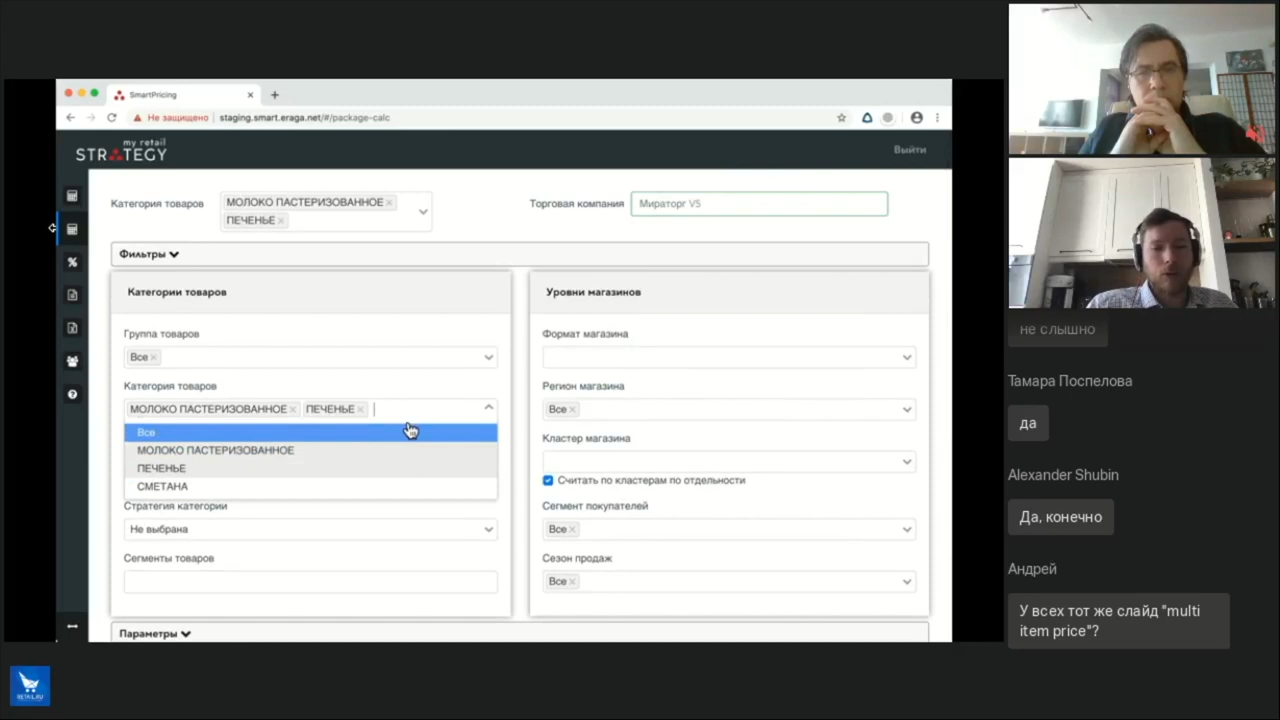 SmartPricing
Не защищено
staging.smart.eraga.net/#/package-calc
my retail
STRATEGY
Выйти
Категория товаров
МОЛОКО ПАСТЕРИЗОВАННОЕ
ПЕЧЕНЬЕ
Торговая компания
Мираторг V5
Фильтры
Категории товаров
Группа товаров
Все
Категория товаров
МОЛОКО ПАСТЕРИЗОВАННОЕ ПЕЧЕНЬЕ
Все
МОЛОКО ПАСТЕРИЗОВАННОЕ
ПЕЧЕНЬЕ
СМЕТАНА
Стратегия категории
Не выбрана
Сегменты товаров
Уровни магазинов
Формат магазина
Регион магазина
Все
Кластер магазина
Считать по кластерам по отдельности
Сегмент покупателей
Все
Сезон продаж
Все
Параметры
не слышно
Тамара Поспелова
да
Alexander Shubin
Да, конечно
Андрей
У всех тот же слайд "multi
item price"?
RETAIL.RU